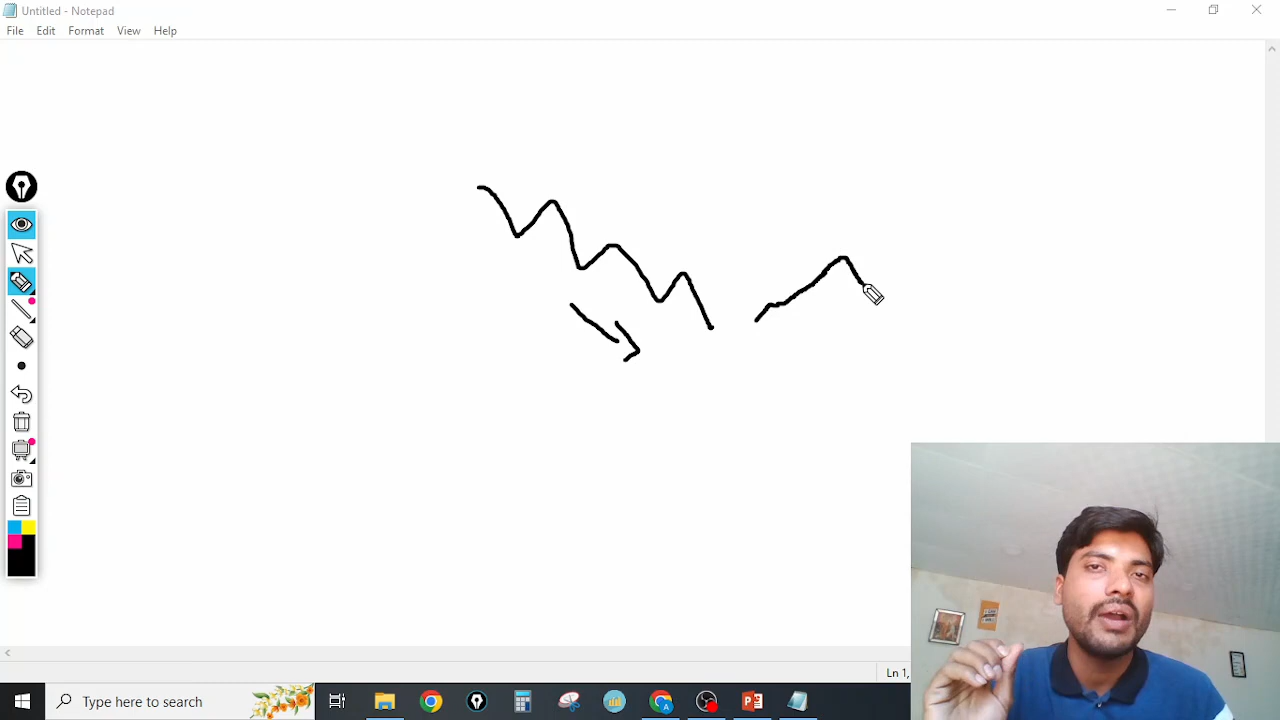 Untitled - Notepad
File Edit Format View Help
Ln 1,
Type here to search